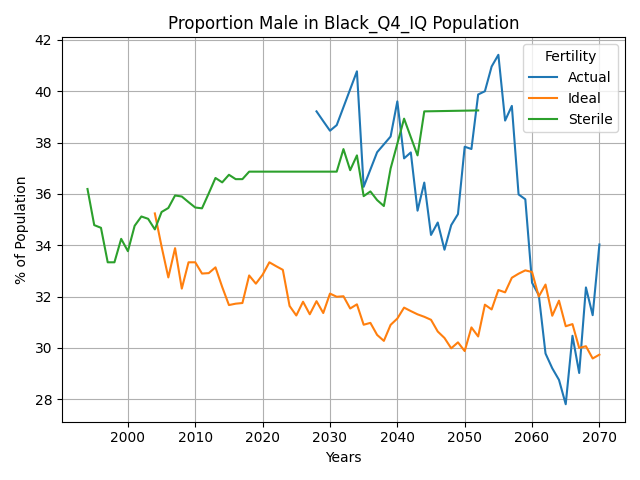 Proportion Male in Black_Q4_IQ Population
42
40
38
36
34
32
30
28
% of Population
Fertility
Actual
Ideal
Sterile
2000
2010
2020
2030
2040
2050
2060
2070
Years